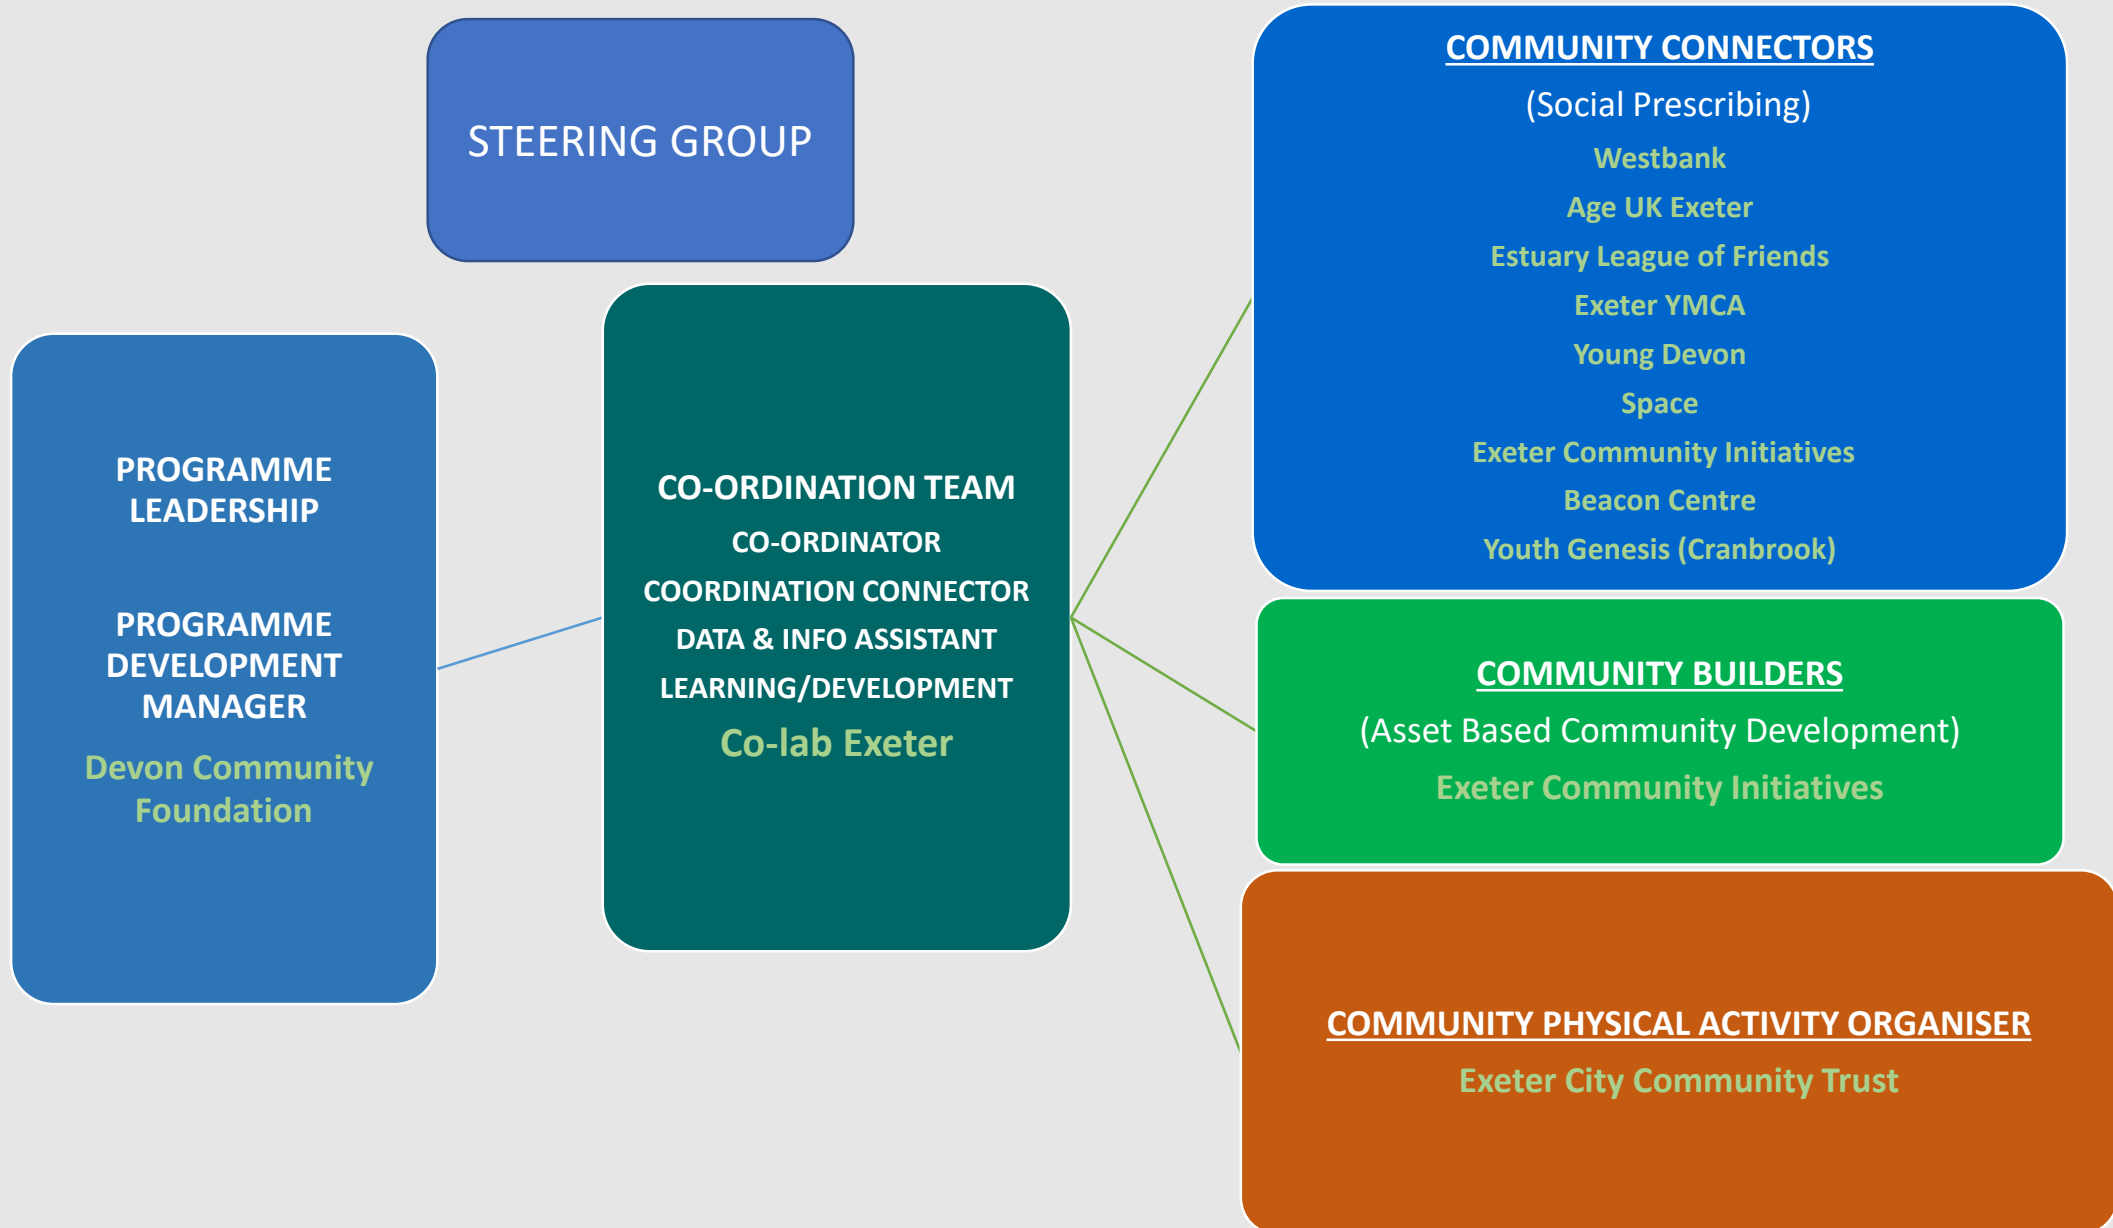 STEERING GROUP
PROGRAMME
LEADERSHIP
PROGRAMME
DEVELOPMENT
MANAGER
Devon Community
Foundation
CO-ORDINATION TEAM
CO-ORDINATOR
COORDINATION CONNECTOR
DATA & INFO ASSISTANT
LEARNING/DEVELOPMENT
Co-lab Exeter
COMMUNITY CONNECTORS
(Social Prescribing)
Westbank
Age UK Exeter
Estuary League of Friends
Exeter YMCA
Young Devon
Space
Exeter Community Initiatives
Beacon Centre
Youth Genesis (Cranbrook)
COMMUNITY BUILDERS
(Asset Based Community Development)
Exeter Community Initiatives
COMMUNITY PHYSICAL ACTIVITY ORGANISER
Exeter City Community Trust